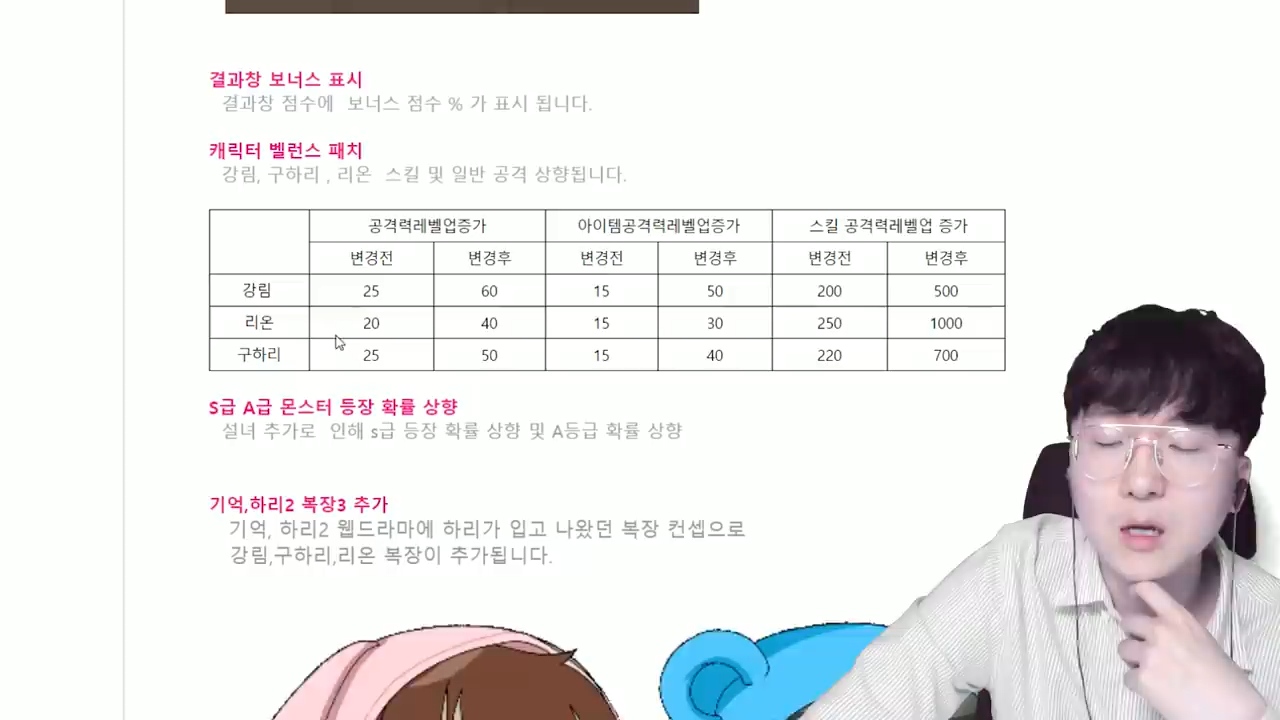 결과창 보너스 표시
결과창 점수에 보너스 점수 % 가 표시 됩니다.
캐릭터 벨런스 패치
강림, 구하리 , 리온 스킬 및 일반 공격 상향됩니다.
공격력레벨업증가 아이템공격력레벨업증가 스킬 공격력레벨업 증가
변경전 변경후 변경전 변경후 변경전 변경후
강림 25 60 15 50 200 500
리온 20 40 15 30 250 1000
구하리 25 50 15 40 220 700
S급 A급 몬스터 등장 확률 상향
설녀 추가로 인해 s급 등장 확률 상향 및 A등급 확률 상향
기억,하리2 복장3 추가
기억, 하리2 웹드라마에 하리가 입고 나왔던 복장 컨셉으로
강림,구하리,리온 복장이 추가됩니다.